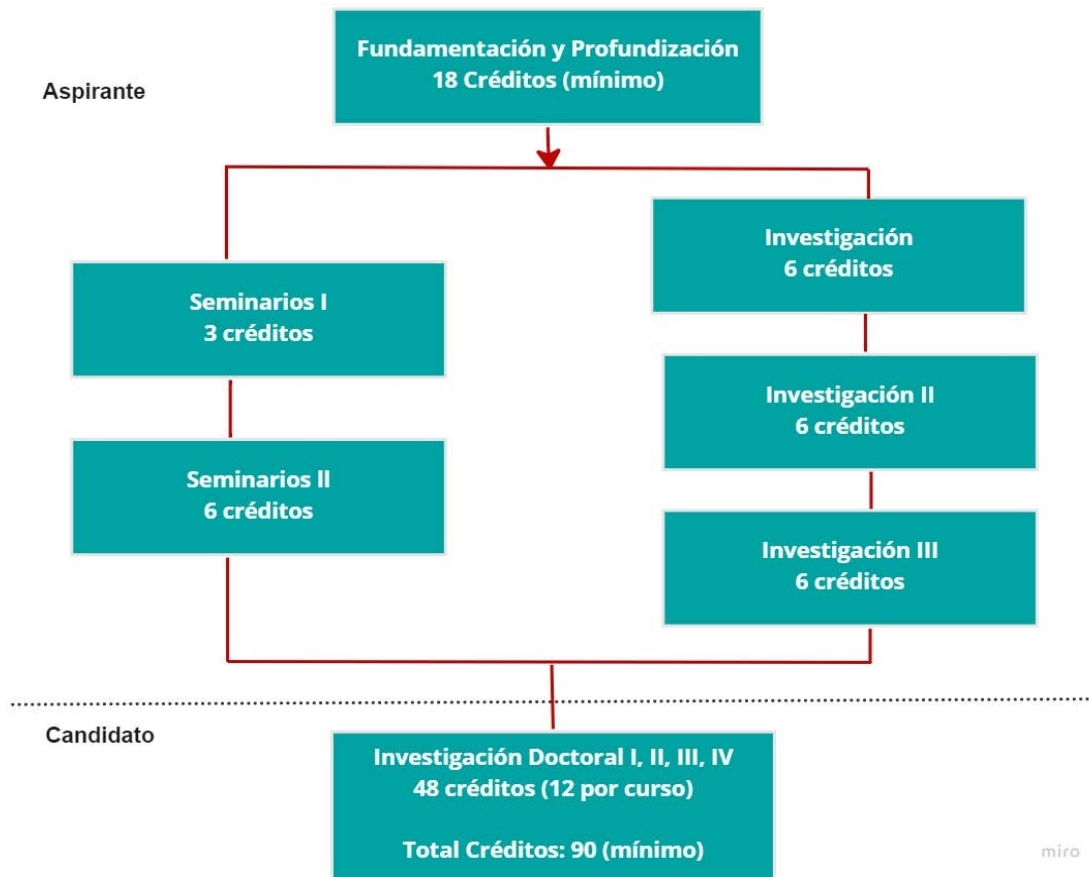 Fundamentación y Profundización
18 Créditos (mínimo)
Aspirante
Investigación
6 créditos
Seminarios I
3 créditos
Investigación II
6 créditos
Seminarios II
6 créditos
Investigación III
6 créditos
Candidato
Investigación Doctoral I, II, III, IV
48 créditos (12 por curso)
Total Créditos: 90 (mínimo)
miro